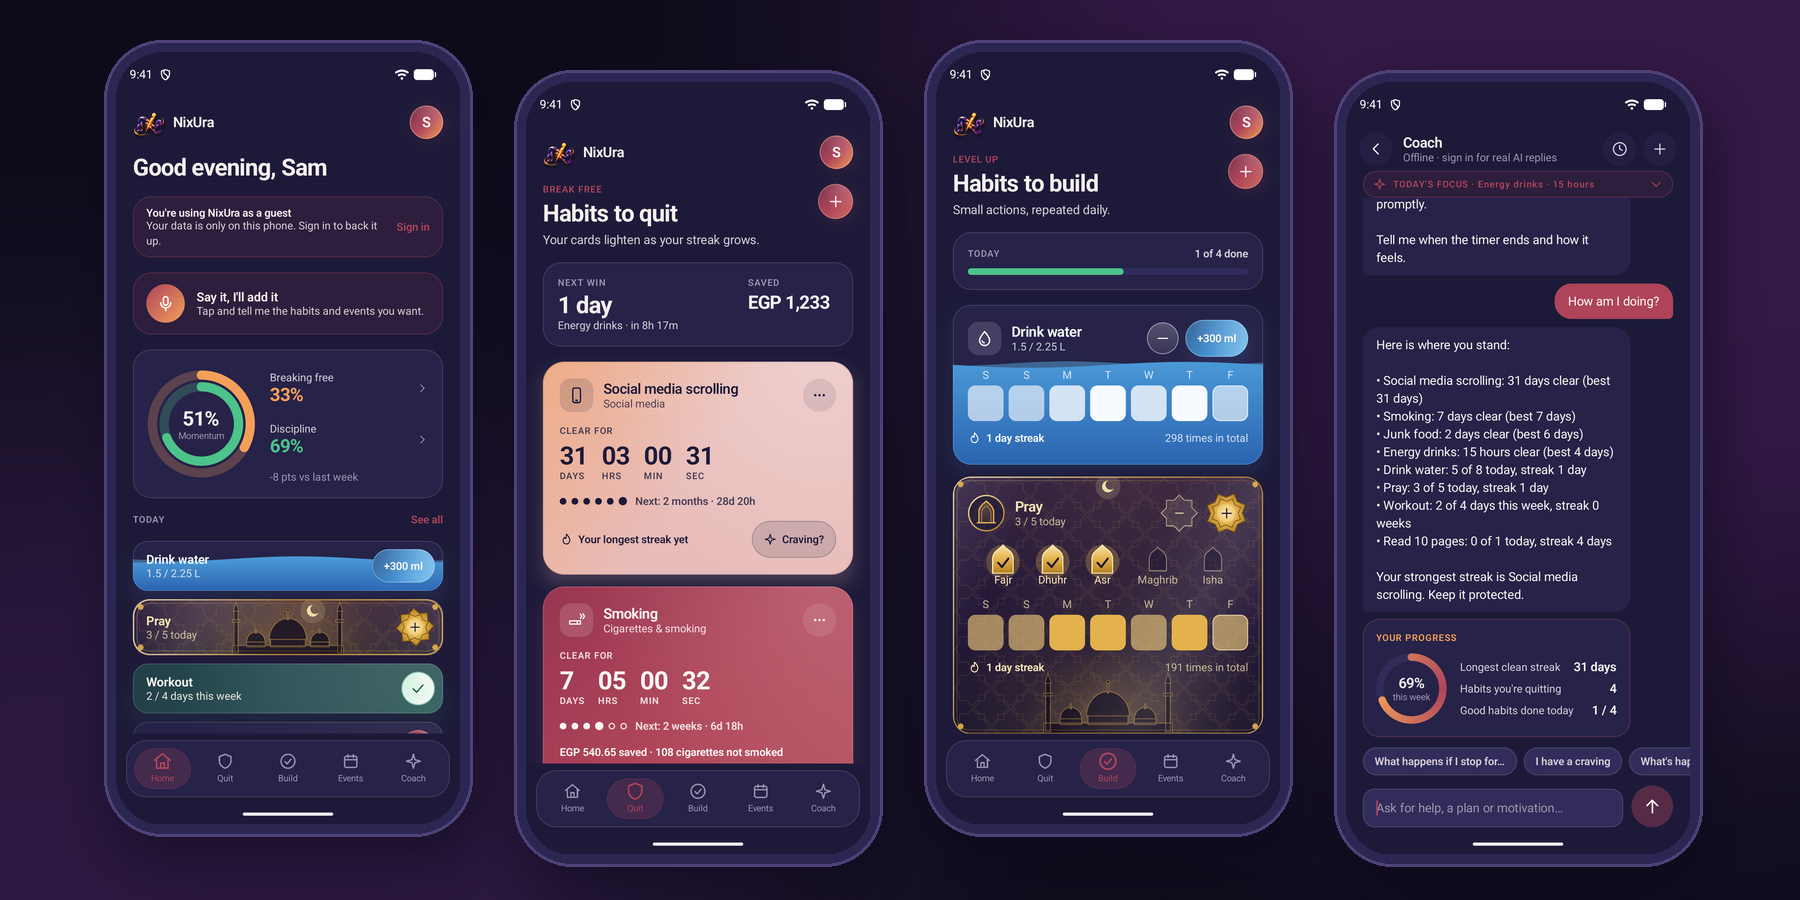 9:41
NixUra
S
Good evening, Sam
You're using NixUra as a guest
Your data is only on this phone. Sign in to back it
up.
Sign in
Say it, I'll add it
Tap and tell me the habits and events you want.
51%
Momentum
Breaking free
33%
Discipline
69%
-8 pts vs last week
TODAY
See all
Drink water
1.5 / 2.25 L
+300 ml
Pray
3 / 5 today
Workout
2 / 4 days this week
Home
Quit
Build
Events
Coach
9:41
NixUra
S
BREAK FREE
Habits to quit
Your cards lighten as your streak grows.
NEXT WIN
1 day
Energy drinks · in 8h 17m
SAVED
EGP 1,233
Social media scrolling
Social media
CLEAR FOR
31 03 00 31
DAYS HRS MIN SEC
Next: 2 months · 28d 20h
Your longest streak yet
Craving?
Smoking
Cigarettes & smoking
CLEAR FOR
7 05 00 32
DAYS HRS MIN SEC
Next: 2 weeks · 6d 18h
EGP 540.65 saved · 108 cigarettes not smoked
Home
Quit
Build
Events
Coach
9:41
NixUra
S
LEVEL UP
Habits to build
Small actions, repeated daily.
TODAY
1 of 4 done
Drink water
1.5 / 2.25 L
+300 ml
S S M T W T F
1 day streak
298 times in total
Pray
3 / 5 today
Fajr Dhuhr Asr Maghrib Isha
S S M T W T F
1 day streak
191 times in total
Home
Quit
Build
Events
Coach
9:41
Coach
Offline · sign in for real AI replies
TODAY'S FOCUS · Energy drinks · 15 hours
promptly.
Tell me when the timer ends and how it
feels.
How am I doing?
Here is where you stand:
• Social media scrolling: 31 days clear (best
31 days)
• Smoking: 7 days clear (best 7 days)
• Junk food: 2 days clear (best 6 days)
• Energy drinks: 15 hours clear (best 4 days)
• Drink water: 5 of 8 today, streak 1 day
• Pray: 3 of 5 today, streak 1 day
• Workout: 2 of 4 days this week, streak 0
weeks
• Read 10 pages: 0 of 1 today, streak 4 days
Your strongest streak is Social media
scrolling. Keep it protected.
YOUR PROGRESS
69%
this week
Longest clean streak 31 days
Habits you're quitting 4
Good habits done today 1 / 4
What happens if I stop for...
I have a craving
What's hap
Ask for help, a plan or motivation...